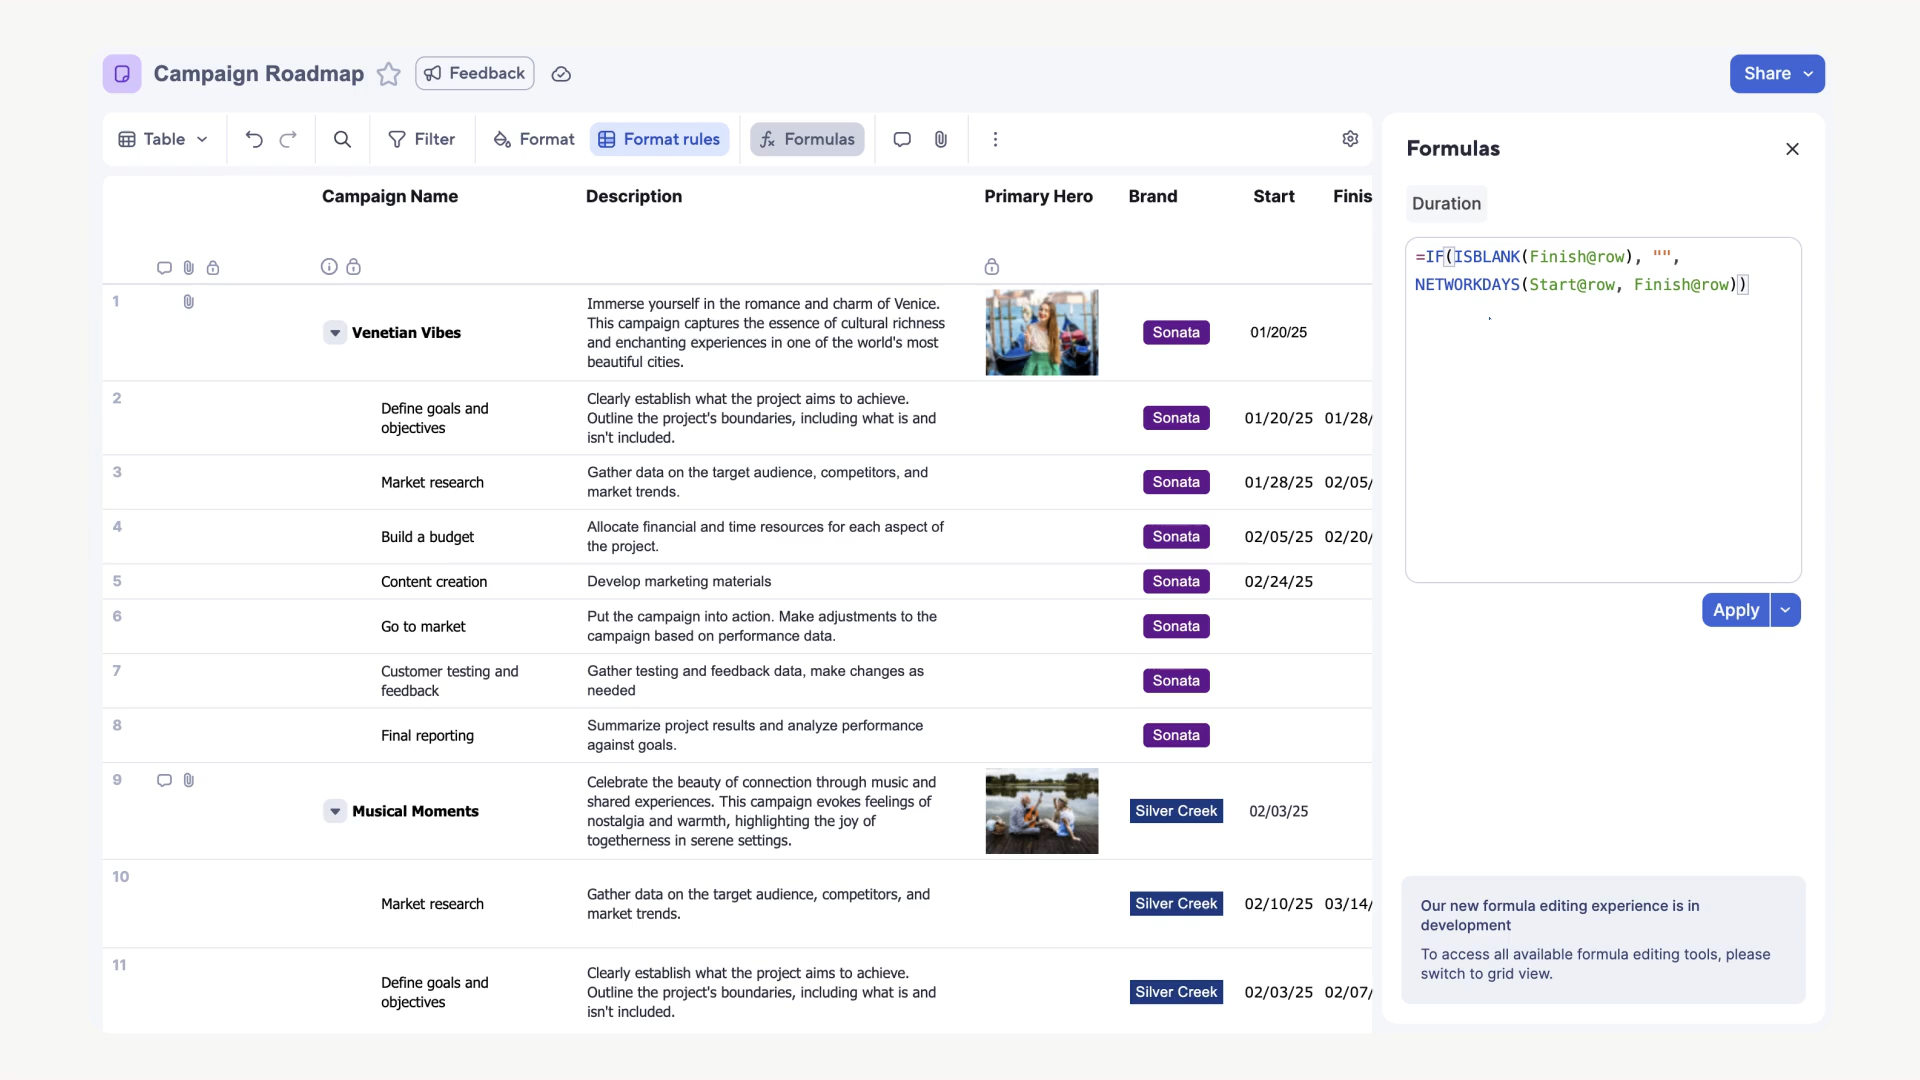 Campaign Roadmap Feedback Share
Table Filter Format Format rules Formulas
Campaign Name Description Primary Hero Brand Start Finis
1
Venetian Vibes
Immerse yourself in the romance and charm of Venice.
This campaign captures the essence of cultural richness
and enchanting experiences in one of the world's most
beautiful cities.
Sonata 01/20/25
2
Define goals and
objectives
Clearly establish what the project aims to achieve.
Outline the project's boundaries, including what is and
isn't included.
Sonata 01/20/25 01/28/
3
Market research
Gather data on the target audience, competitors, and
market trends.
Sonata 01/28/25 02/05/
4
Build a budget
Allocate financial and time resources for each aspect of
the project.
Sonata 02/05/25 02/20/
5
Content creation
Develop marketing materials
Sonata 02/24/25
6
Go to market
Put the campaign into action. Make adjustments to the
campaign based on performance data.
Sonata
7
Customer testing and
feedback
Gather testing and feedback data, make changes as
needed
Sonata
8
Final reporting
Summarize project results and analyze performance
against goals.
Sonata
9
Musical Moments
Celebrate the beauty of connection through music and
shared experiences. This campaign evokes feelings of
nostalgia and warmth, highlighting the joy of
togetherness in serene settings.
Silver Creek 02/03/25
10
Market research
Gather data on the target audience, competitors, and
market trends.
Silver Creek 02/10/25 03/14/
11
Define goals and
objectives
Clearly establish what the project aims to achieve.
Outline the project's boundaries, including what is and
isn't included.
Silver Creek 02/03/25 02/07/
Formulas
Duration
=IF(ISBLANK(Finish@row), "",
NETWORKDAYS(Start@row, Finish@row))
Apply
Our new formula editing experience is in
development
To access all available formula editing tools, please
switch to grid view.